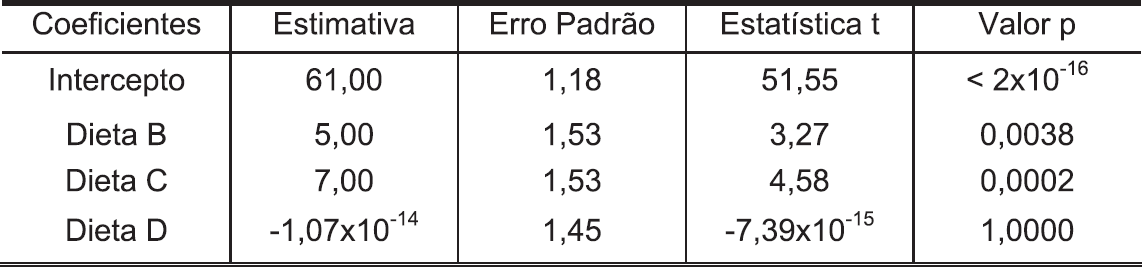 Coeficientes Estimativa Erro Padrão Estatística t Valor p
Intercepto 61,00 1,18 51,55 < 2x10⁻¹⁶
Dieta B 5,00 1,53 3,27 0,0038
Dieta C 7,00 1,53 4,58 0,0002
Dieta D -1,07x10⁻¹⁴ 1,45 -7,39x10⁻¹⁵ 1,0000